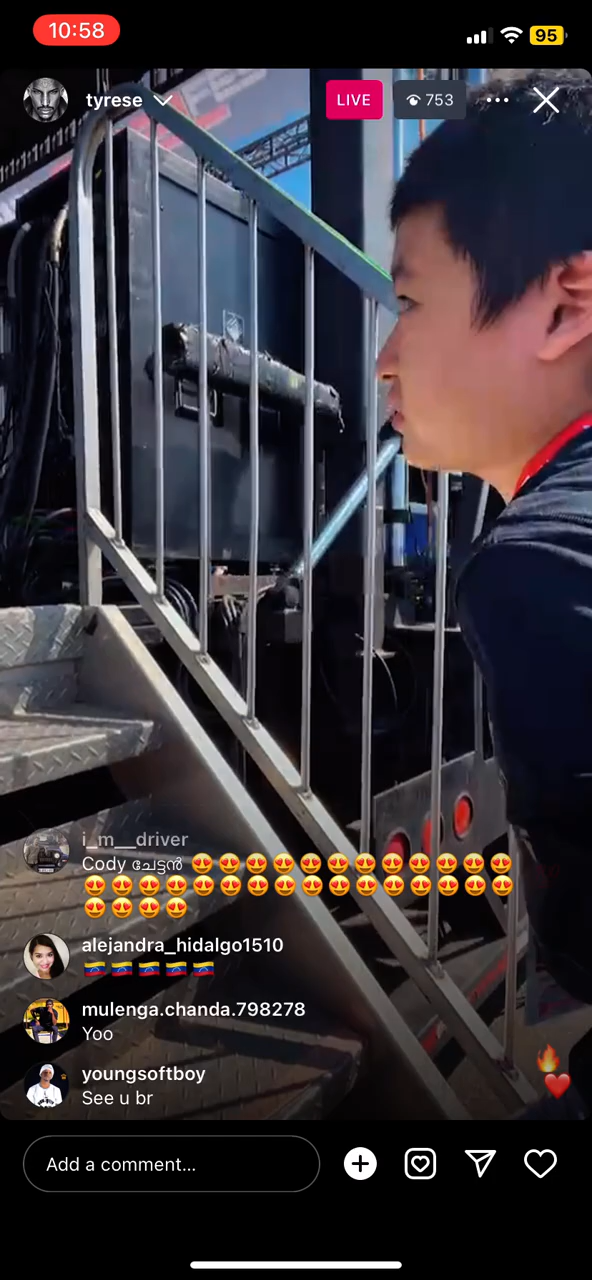 10:58
95
tyrese
LIVE
753
i_m__driver
Cody ചേട്ടൻ 😍😍😍😍😍😍😍😍😍😍😍😍
😍😍😍😍😍😍😍😍😍😍😍😍😍😍😍😍
😍😍😍😍
alejandra_hidalgo1510
🇻🇪🇻🇪🇻🇪🇻🇪🇻🇪
mulenga.chanda.798278
Yoo
youngsoftboy
See u br
Add a comment...